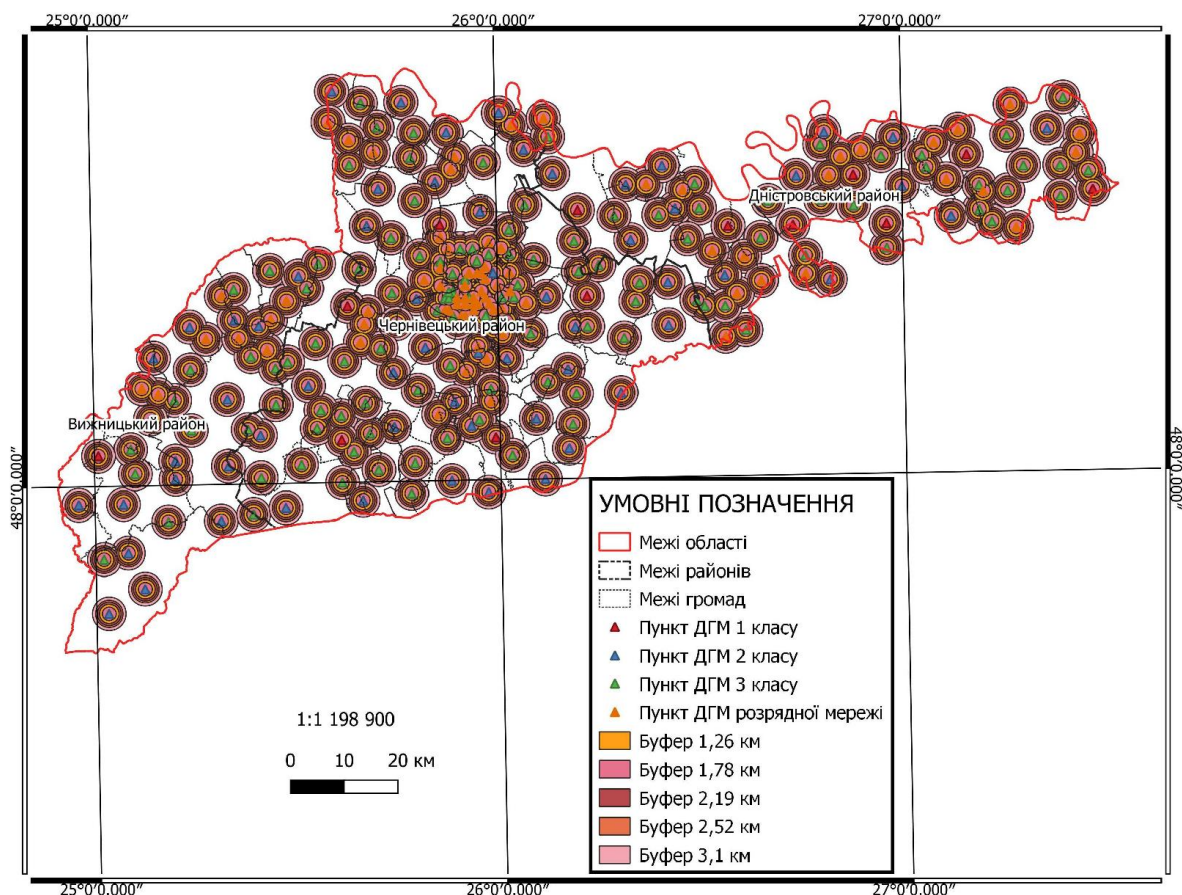 25°0'0.000"
26°0'0.000"
27°0'0.000"
Дністровський район
Чернівецький район
Вижницький район
48°0'0.000"
48°0'0.000"
УМОВНІ ПОЗНАЧЕННЯ
Межі області
Межі районів
Межі громад
Пункт ДГМ 1 класу
Пункт ДГМ 2 класу
Пункт ДГМ 3 класу
Пункт ДГМ розрядної мережі
Буфер 1,26 км
Буфер 1,78 км
Буфер 2,19 км
Буфер 2,52 км
Буфер 3,1 км
1:1 198 900
0 10 20 км
25°0'0.000"
26°0'0.000"
27°0'0.000"